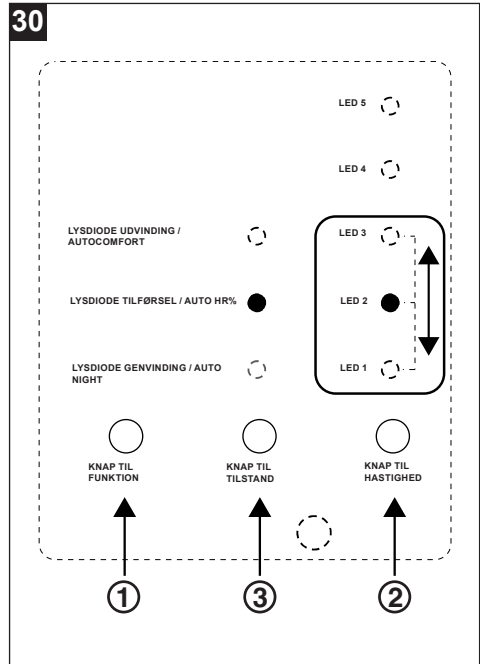 30
LED 5
LED 4
LYSDIODE UDVINDING /
AUTOCOMFORT
LED 3
LYSDIODE TILFØRSEL / AUTO HR%
LED 2
LYSDIODE GENVINDING / AUTO
NIGHT
LED 1
KNAP TIL
FUNKTION
KNAP TIL
TILSTAND
KNAP TIL
HASTIGHED
1
3
2